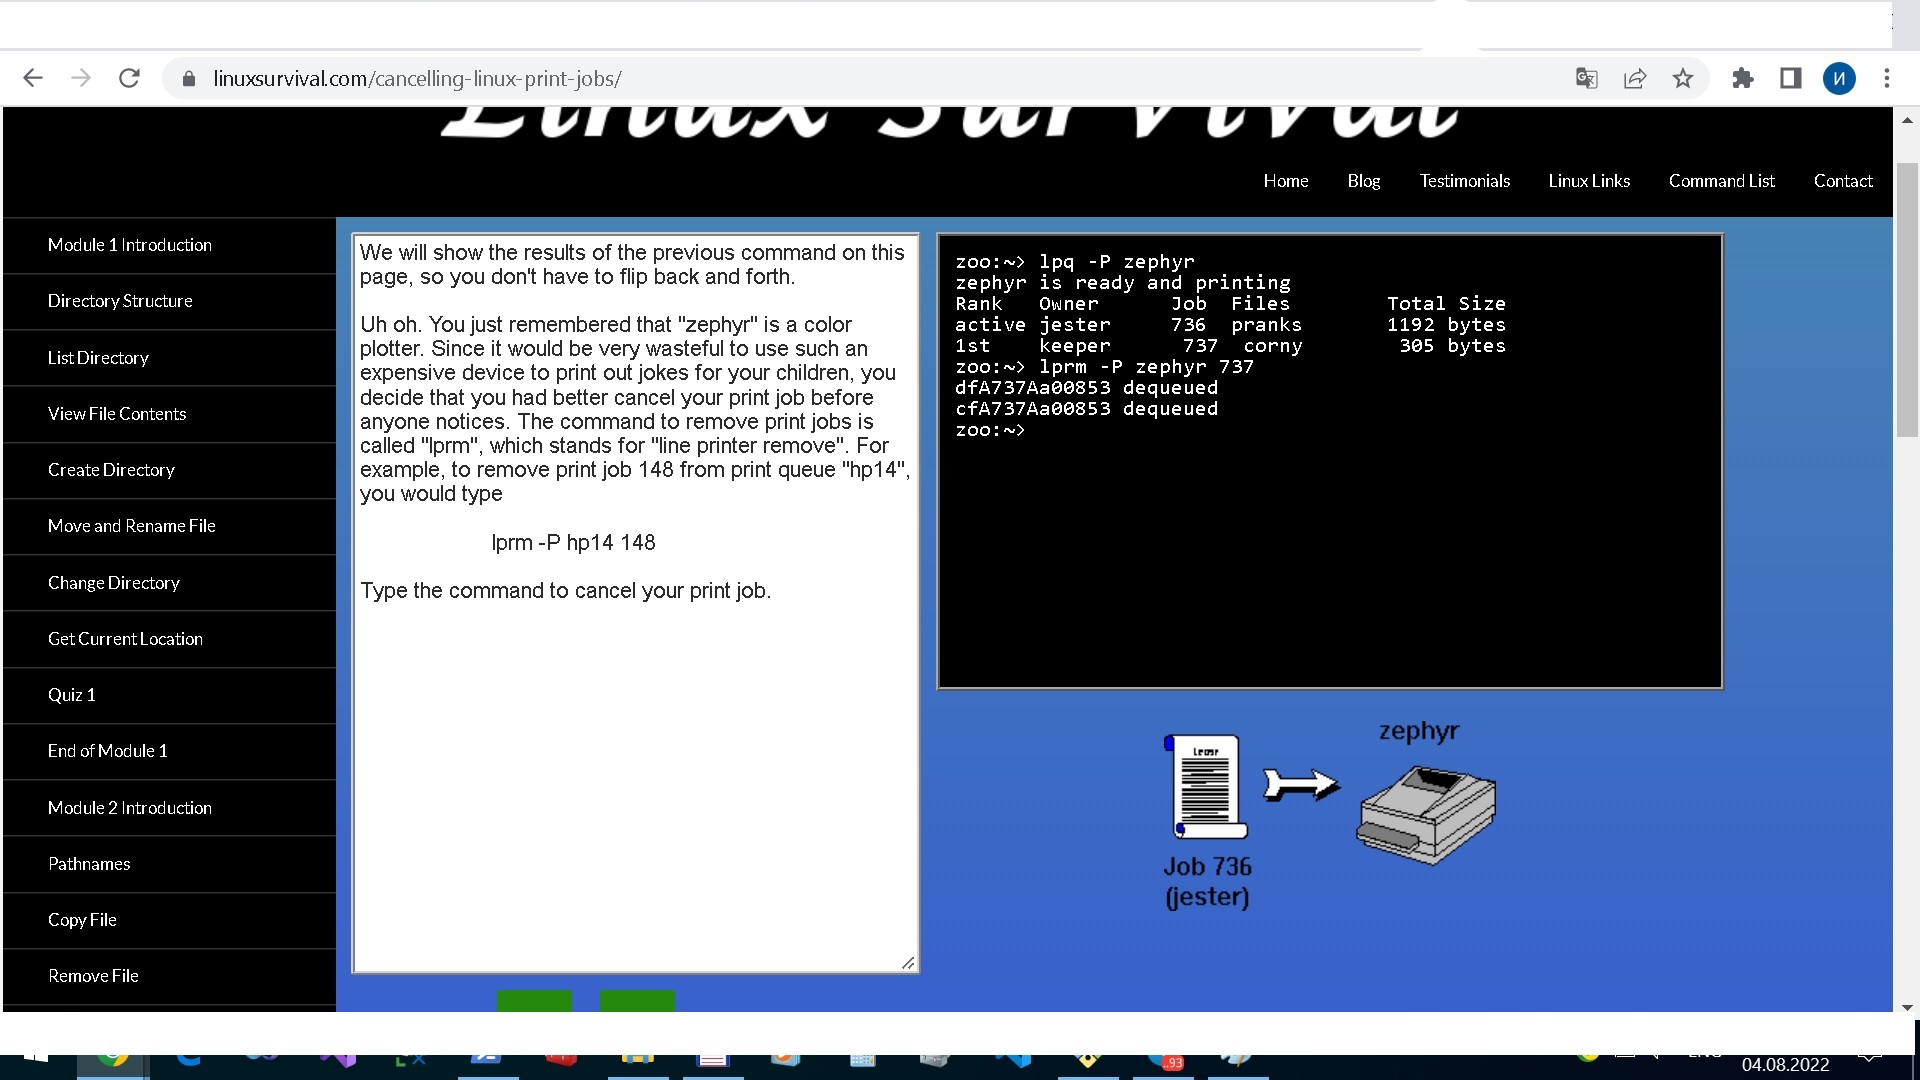 linuxsurvival.com/cancelling-linux-print-jobs/
И
Linux Survival
Home Blog Testimonials Linux Links Command List Contact
Module 1 Introduction
Directory Structure
List Directory
View File Contents
Create Directory
Move and Rename File
Change Directory
Get Current Location
Quiz 1
End of Module 1
Module 2 Introduction
Pathnames
Copy File
Remove File
We will show the results of the previous command on this
page, so you don't have to flip back and forth.
Uh oh. You just remembered that "zephyr" is a color
plotter. Since it would be very wasteful to use such an
expensive device to print out jokes for your children, you
decide that you had better cancel your print job before
anyone notices. The command to remove print jobs is
called "lprm", which stands for "line printer remove". For
example, to remove print job 148 from print queue "hp14",
you would type
lprm -P hp14 148
Type the command to cancel your print job.
zoo:~> lpq -P zephyr
zephyr is ready and printing
Rank Owner Job Files Total Size
active jester 736 pranks 1192 bytes
1st keeper 737 corny 305 bytes
zoo:~> lprm -P zephyr 737
dfA737Aa00853 dequeued
cfA737Aa00853 dequeued
zoo:~>
zephyr
Job 736
(jester)
93
04.08.2022